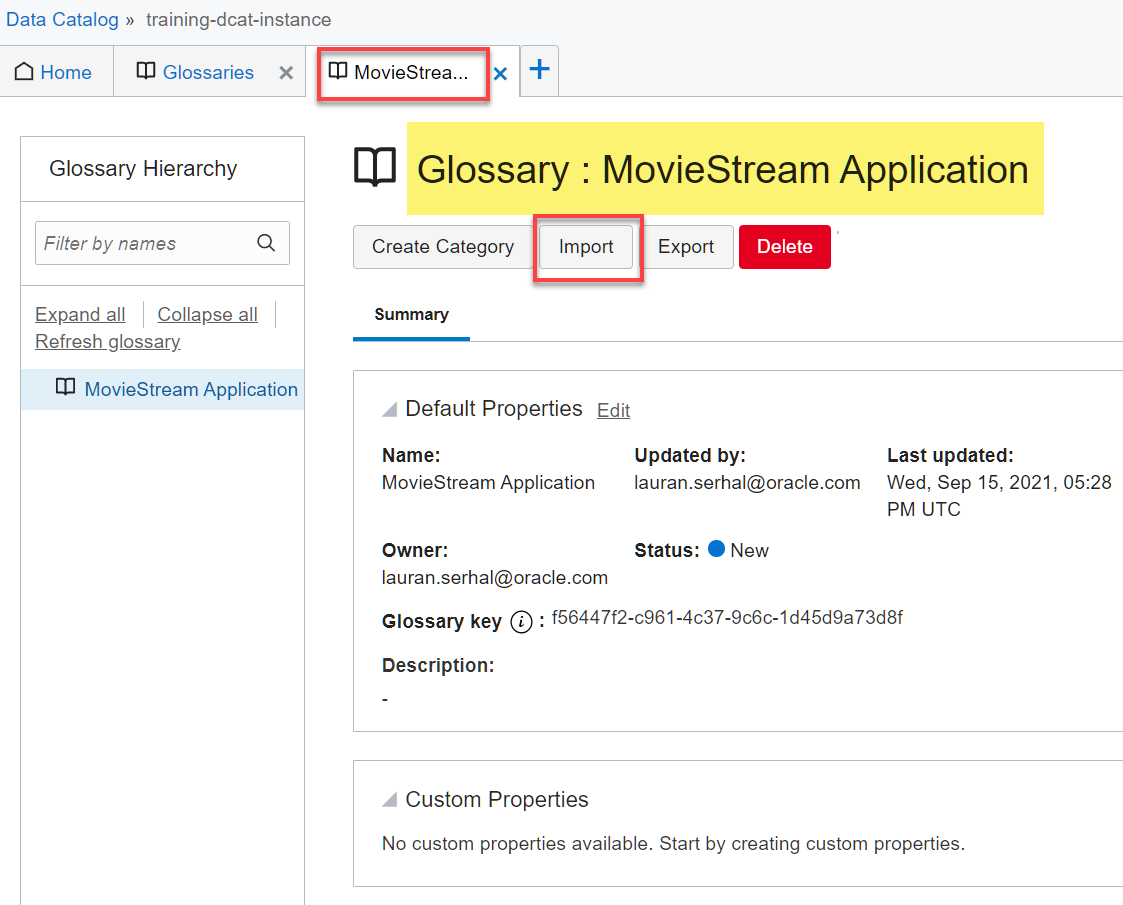 Data Catalog » training-dcat-instance
Home
Glossaries
MovieStrea...
Glossary Hierarchy
Filter by names
Expand all
Collapse all
Refresh glossary
MovieStream Application
Glossary : MovieStream Application
Create Category
Import
Export
Delete
Summary
Default Properties Edit
Name:
MovieStream Application
Updated by:
lauran.serhal@oracle.com
Last updated:
Wed, Sep 15, 2021, 05:28
PM UTC
Owner:
lauran.serhal@oracle.com
Status: New
Glossary key i : f56447f2-c961-4c37-9c6c-1d45d9a73d8f
Description:
-
Custom Properties
No custom properties available. Start by creating custom properties.